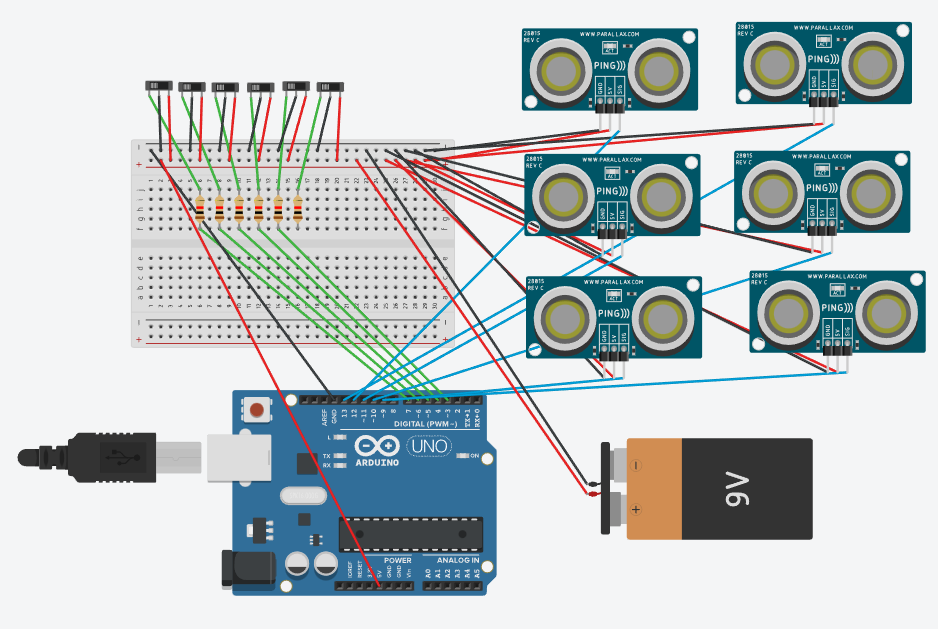 28015
REV C
WWW.PARALLAX.COM
ACT
PING)))
GND
5V
SIG
28015
REV C
WWW.PARALLAX.COM
ACT
PING)))
GND
5V
SIG
28015
REV C
WWW.PARALLAX.COM
ACT
PING)))
GND
5V
SIG
28015
REV C
WWW.PARALLAX.COM
ACT
PING)))
GND
5V
SIG
28015
REV C
WWW.PARALLAX.COM
ACT
PING)))
GND
5V
SIG
28015
REV C
WWW.PARALLAX.COM
ACT
PING)))
GND
5V
SIG
AREF
GND
13
12
~11
~10
~9
8
7
~6
~5
4
~3
2
TX→1
RX←0
DIGITAL (PWM~)
L
TX
RX
UNO
ON
ARDUINO
POWER
ANALOG IN
IOREF
RESET
5V
GND
GND
Vin
A0
A1
A2
A3
A4
A5
9V